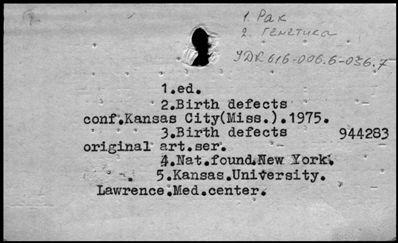 1. Рак
2. Генетика
УДК 616-006.6-056.7
1.ed.
2.Birth defects
conf.Kansas City(Miss.).1975.
3.Birth defects 944283
original art.ser.
4.Nat.found.New York.
5.Kansas.University.
Lawrence.Med.center.